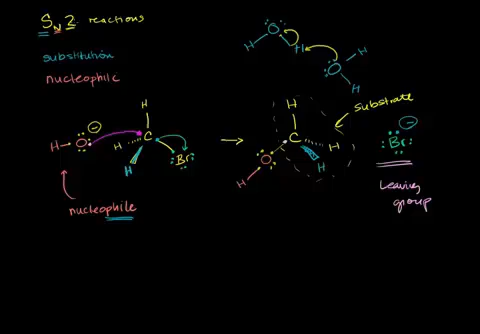 SN2 reactions
substitution
nucleophilic
H
O
H
O
H
H
H
H
O
C
H
H
Br
nucleophile
H
C
H
H
O
H
substrate
Br
Leaving
group